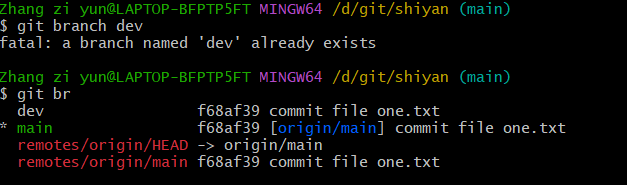 Zhang zi yun@LAPTOP-BFPTP5FT MINGW64 /d/git/shiyan (main)
$ git branch dev
fatal: a branch named 'dev' already exists
Zhang zi yun@LAPTOP-BFPTP5FT MINGW64 /d/git/shiyan (main)
$ git br
dev f68af39 commit file one.txt
* main f68af39 [origin/main] commit file one.txt
remotes/origin/HEAD -> origin/main
remotes/origin/main f68af39 commit file one.txt